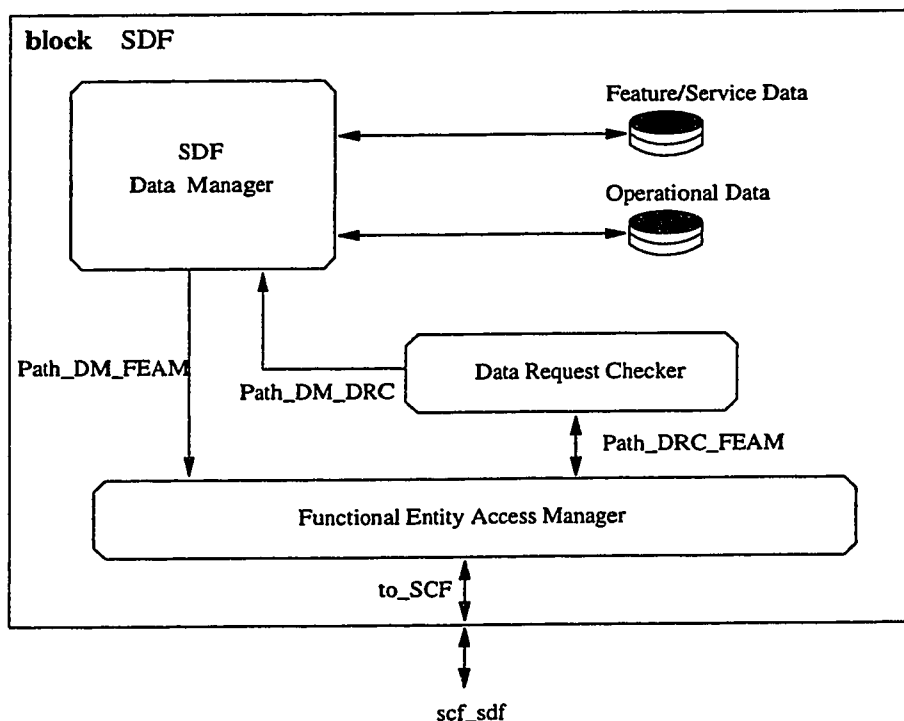 block SDF
Feature/Service Data
SDF
Data Manager
Operational Data
Path_DM_FEAM
Path_DM_DRC
Data Request Checker
Path_DRC_FEAM
Functional Entity Access Manager
to_SCF
scf_sdf